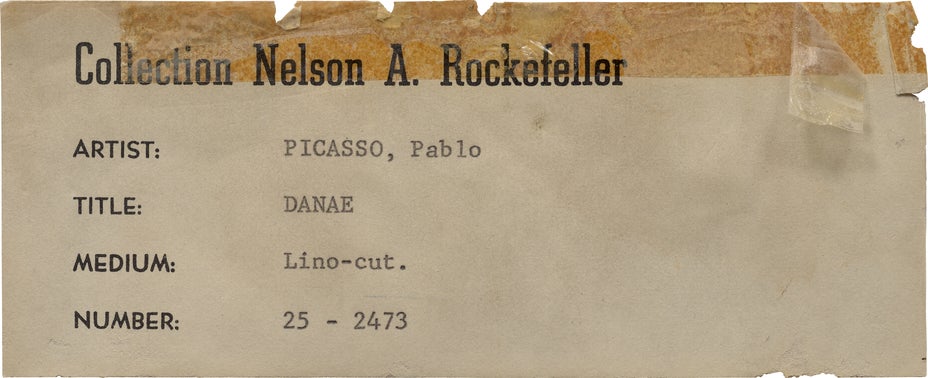 Collection Nelson A. Rockefeller
ARTIST: PICASSO, Pablo
TITLE: DANAE
MEDIUM: Lino-cut.
NUMBER: 25 - 2473